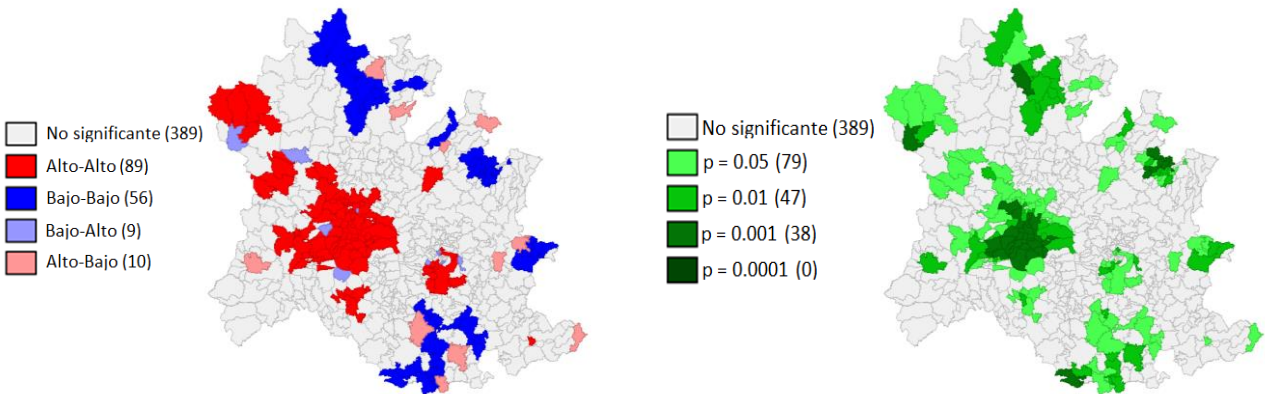 No significante (389)
Alto-Alto (89)
Bajo-Bajo (56)
Bajo-Alto (9)
Alto-Bajo (10)
No significante (389)
p = 0.05 (79)
p = 0.01 (47)
p = 0.001 (38)
p = 0.0001 (0)